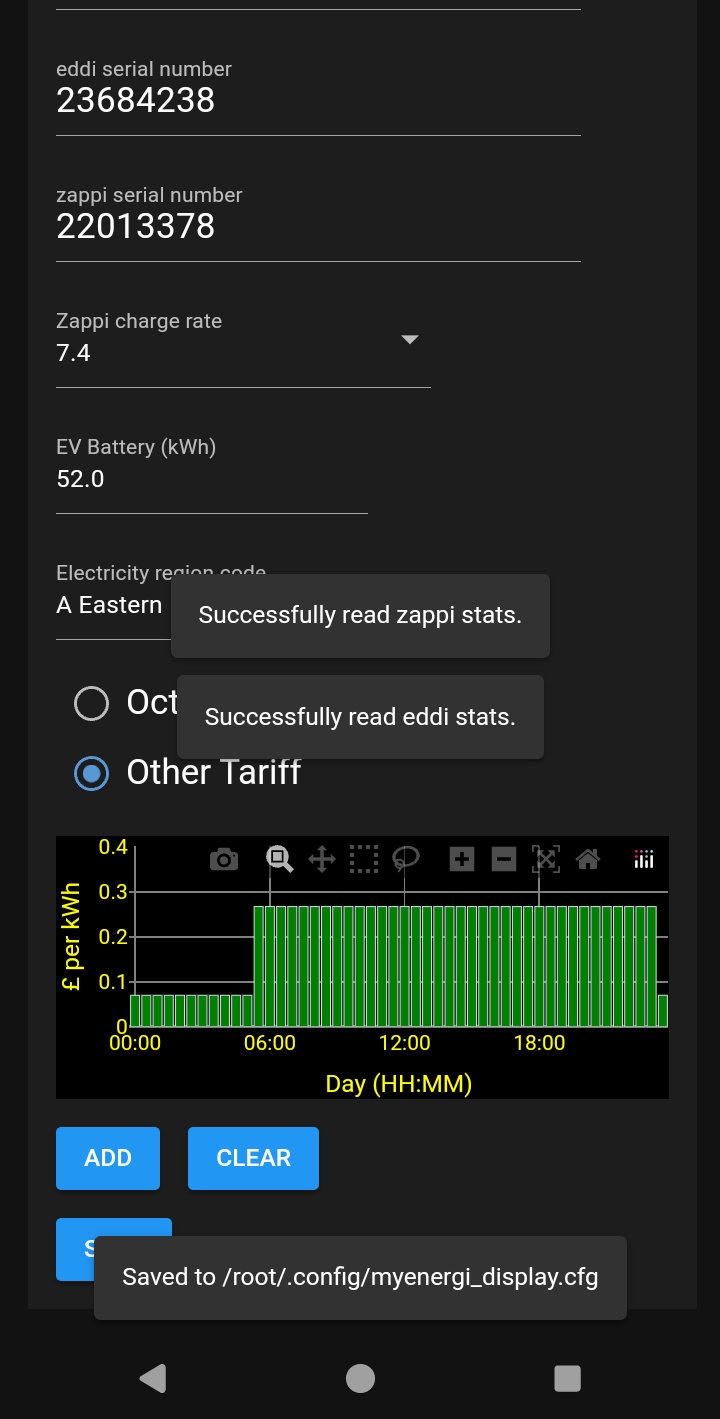 eddi serial number
23684238
zappi serial number
22013378
Zappi charge rate
7.4
EV Battery (kWh)
52.0
Electricity region code
A Eastern
Successfully read zappi stats.
Oct
Successfully read eddi stats.
Other Tariff
0.4
0.3
0.2
0.1
0
£ per kWh
00:00 06:00 12:00 18:00
Day (HH:MM)
ADD CLEAR
S
Saved to /root/.config/myenergi_display.cfg